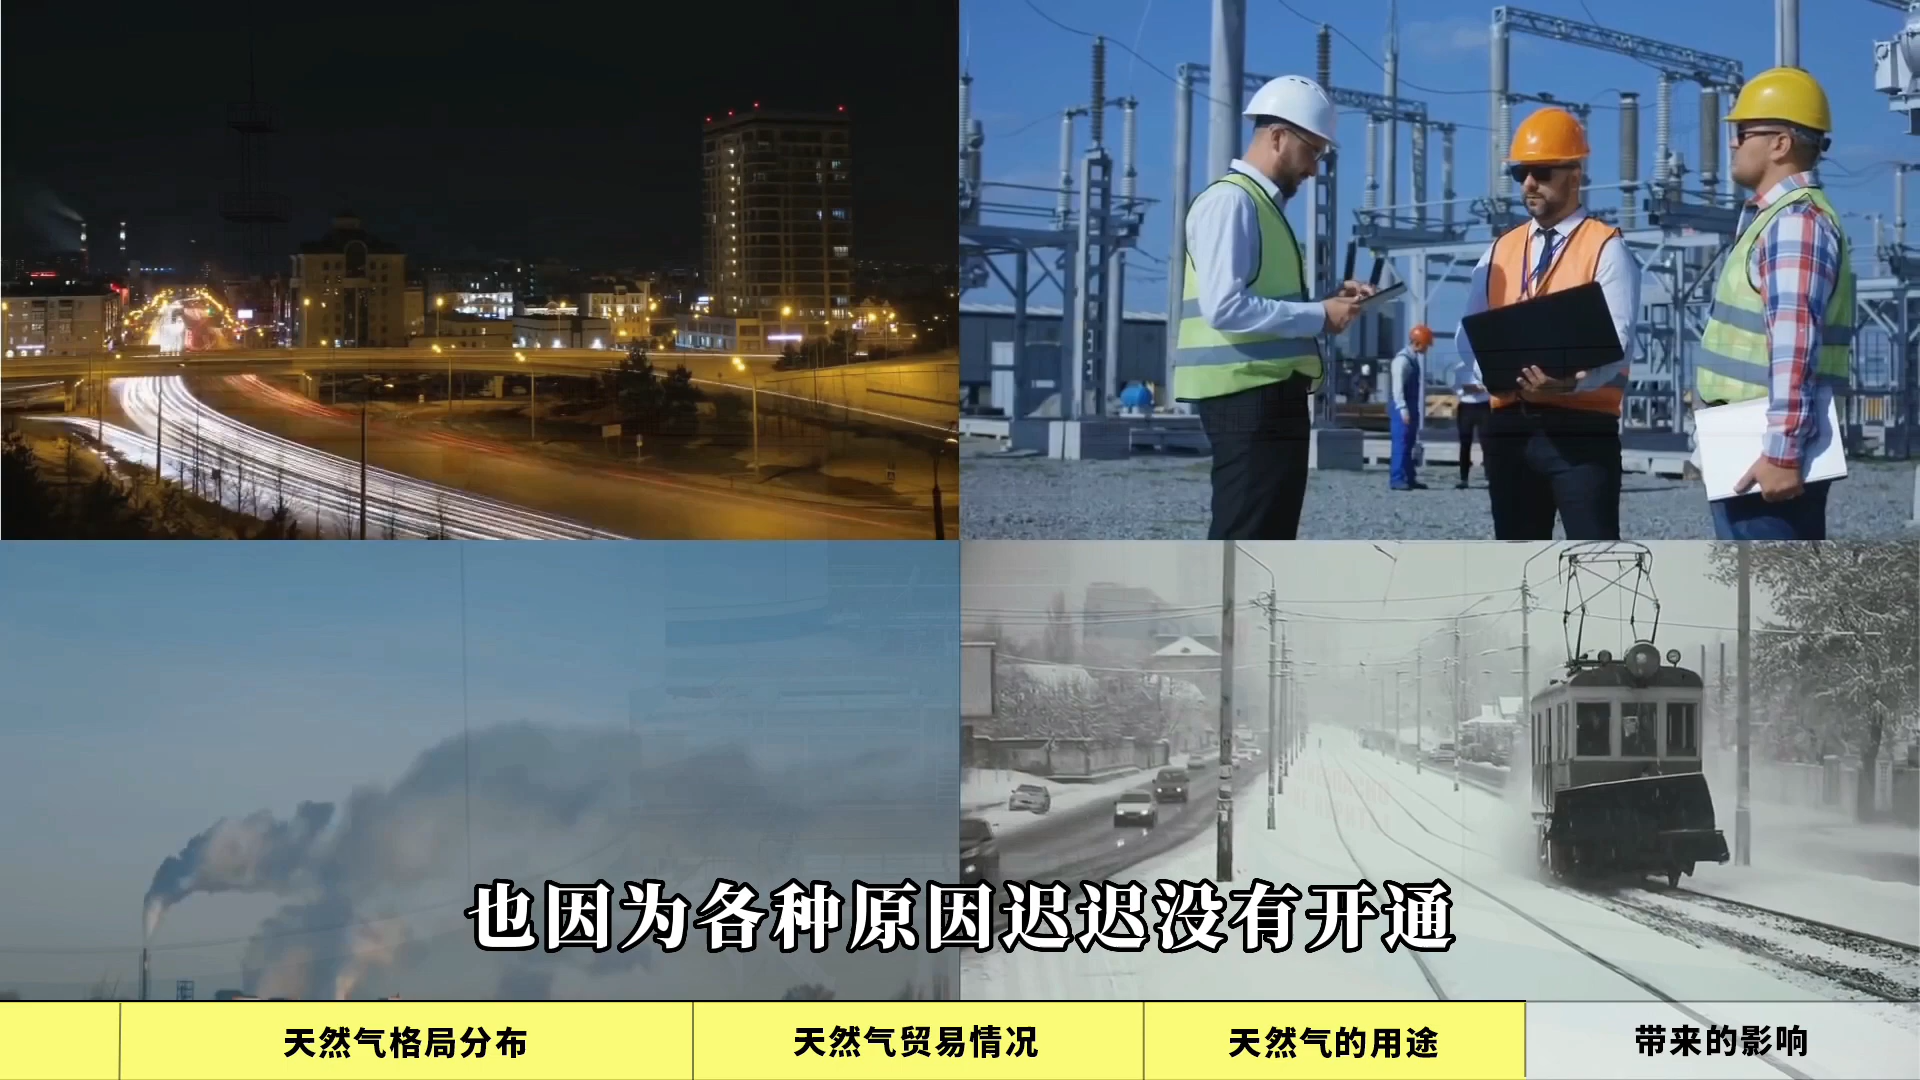 也因为各种原因迟迟没有开通
天然气格局分布
天然气贸易情况
天然气的用途
带来的影响